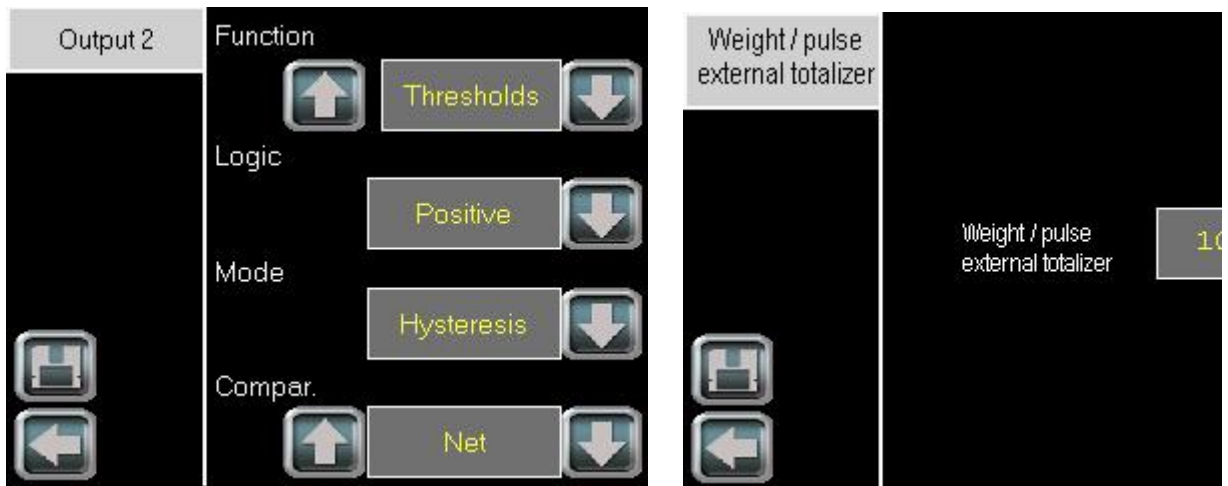 Output 2
Function
Thresholds
Logic
Positive
Mode
Hysteresis
Compar.
Net
Weight / pulse
external totalizer
Weight / pulse
external totalizer